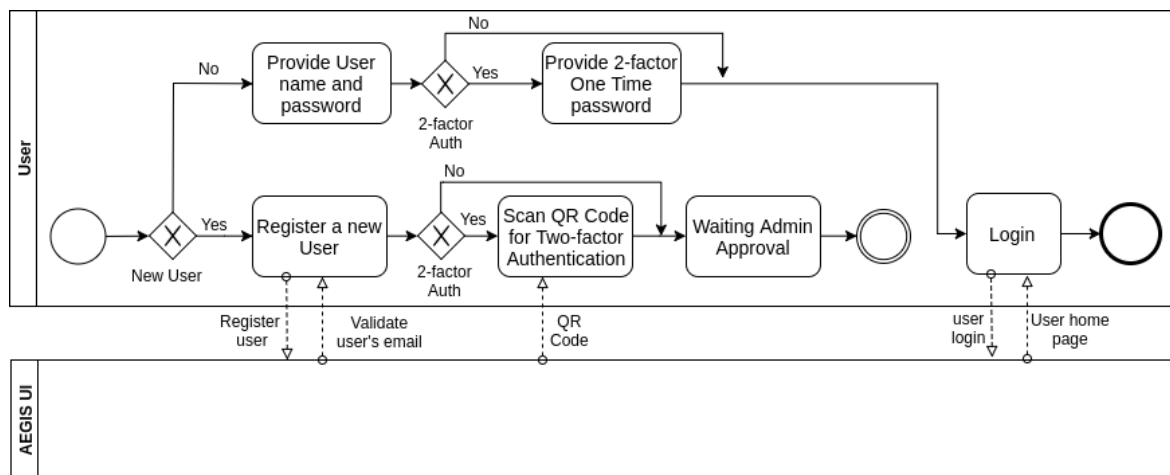 No
No
Provide User
name and
password
Yes
Provide 2-factor
One Time
password
2-factor
Auth
User
No
Yes
Register a new
User
Yes
Scan QR Code
for Two-factor
Authentication
Waiting Admin
Approval
Login
New User
2-factor
Auth
Register
user
Validate
user's email
QR
Code
user
login
User home
page
AEGIS UI